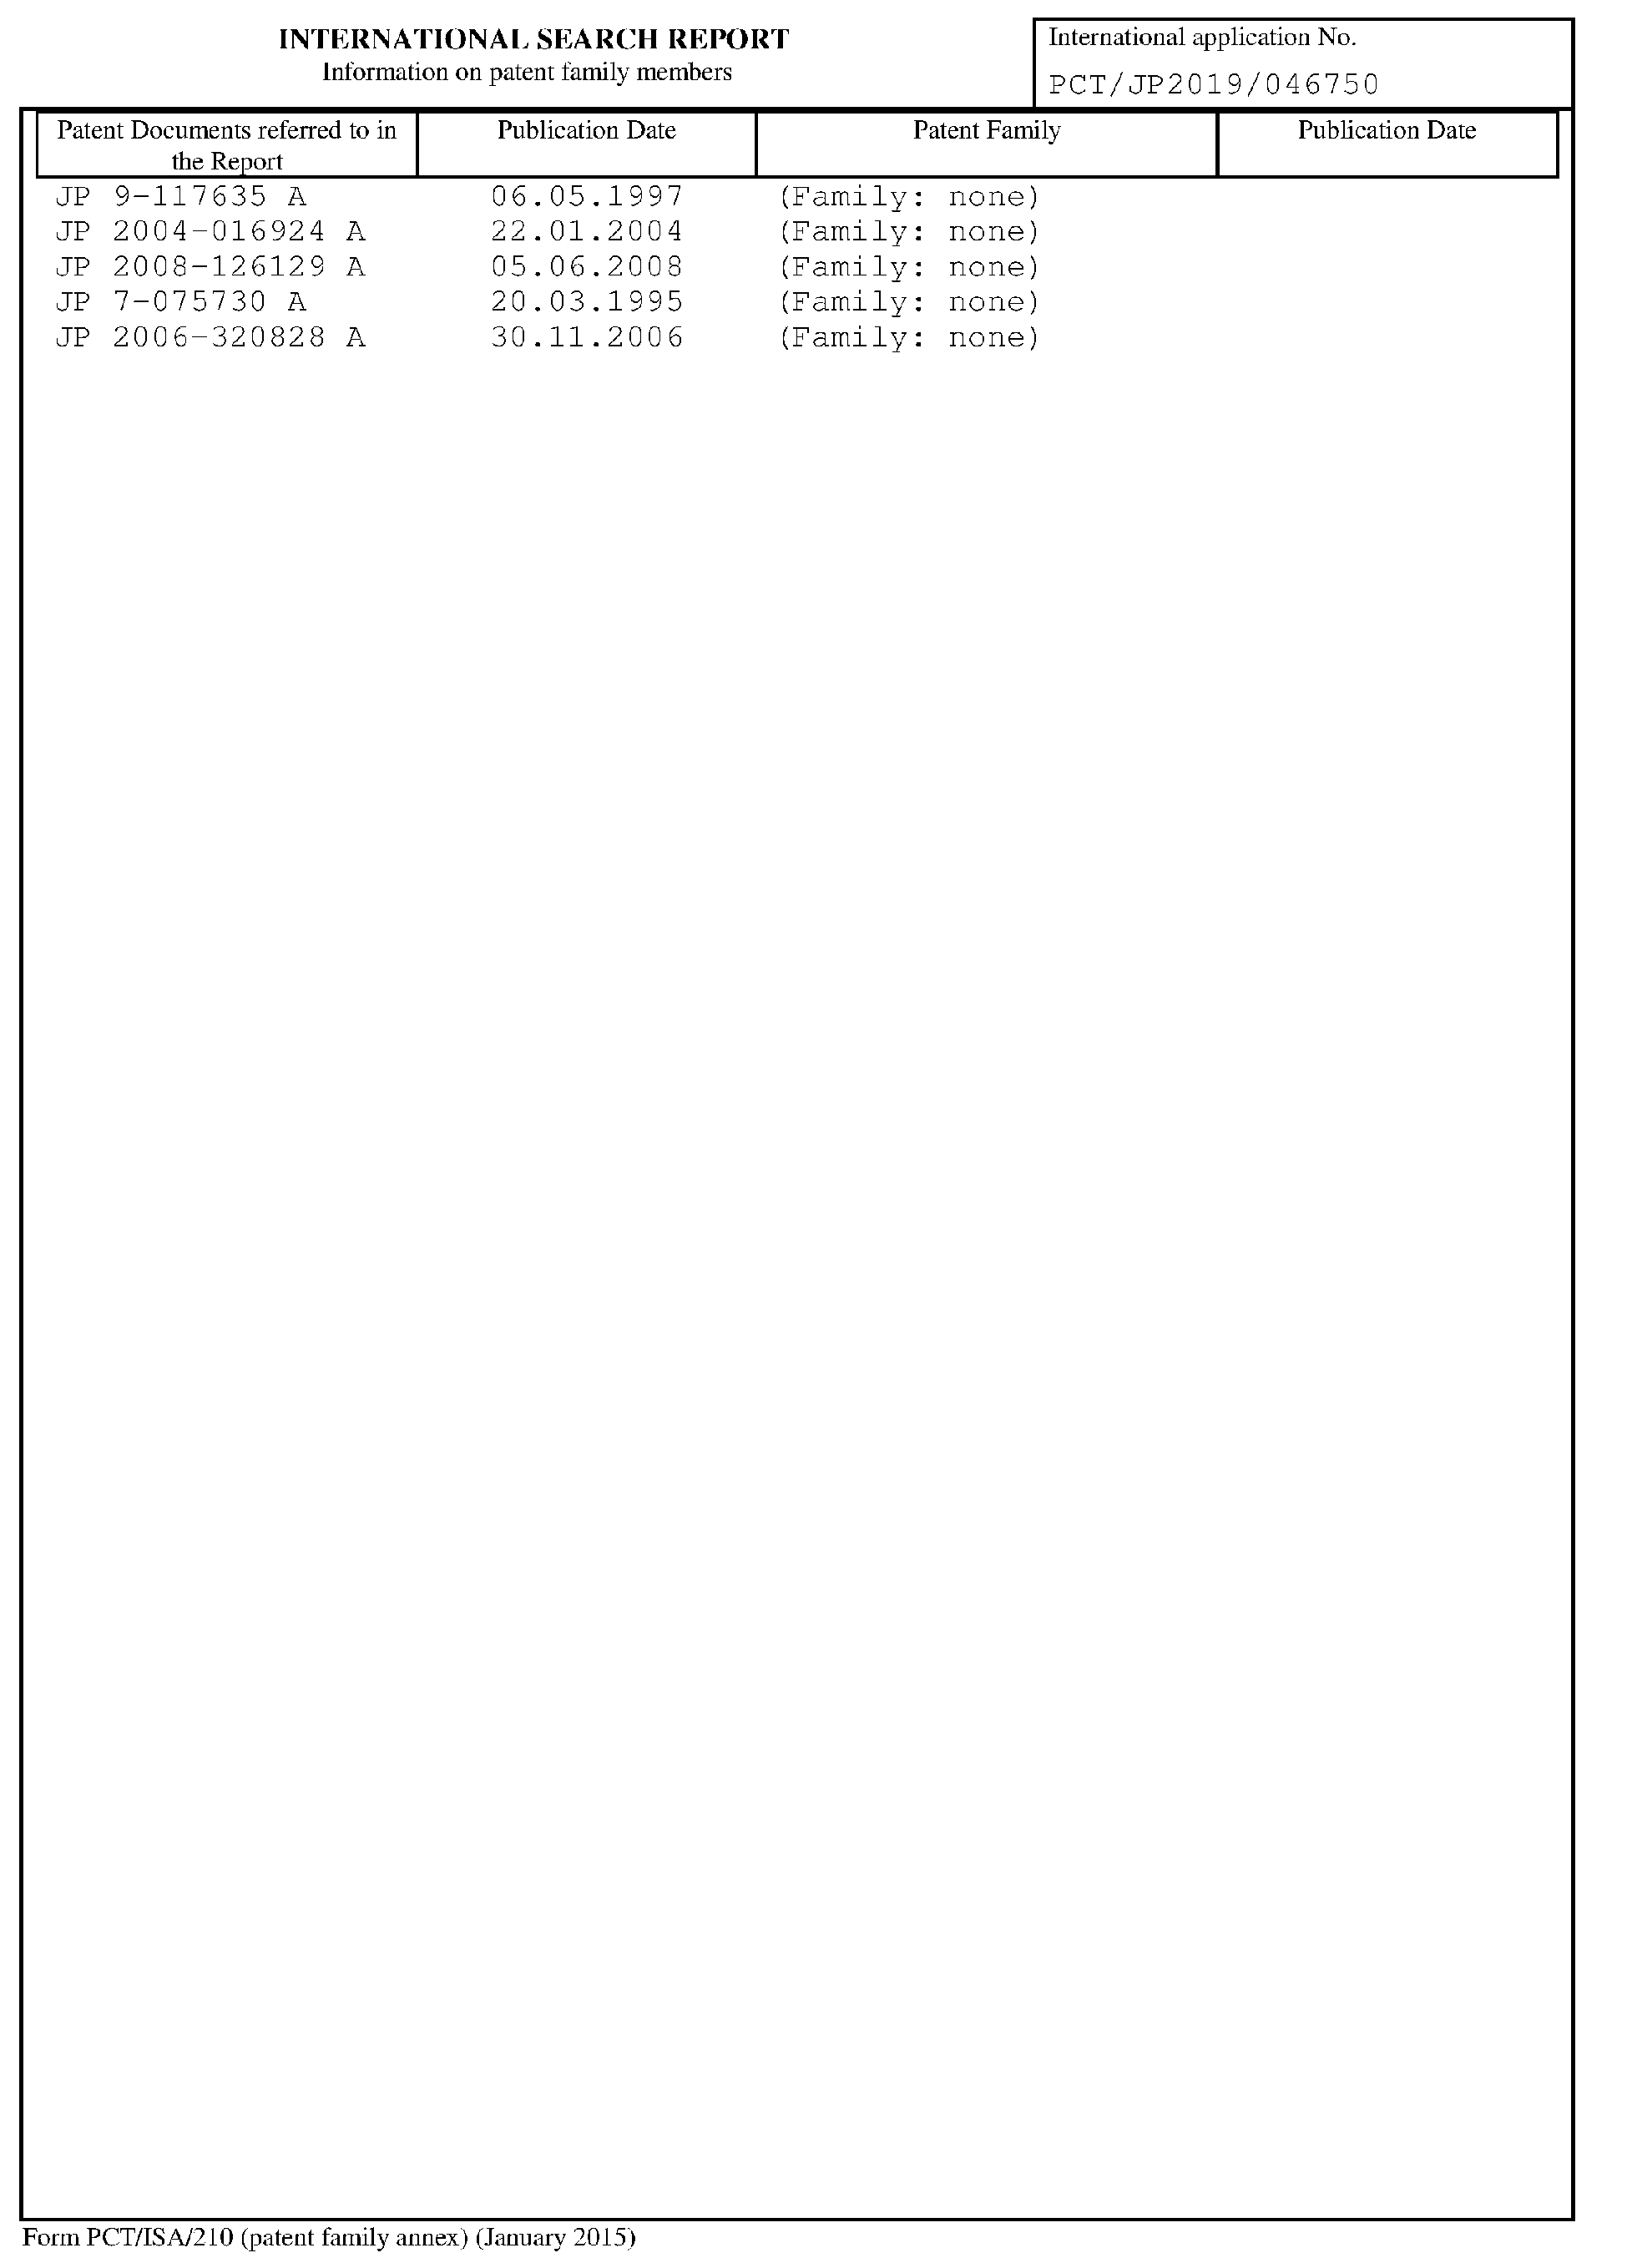 INTERNATIONAL SEARCH REPORT
Information on patent family members
International application No.
PCT/JP2019/046750
Patent Documents referred to in
the Report
Publication Date
Patent Family
Publication Date
JP 9-117635 A 06.05.1997 (Family: none)
JP 2004-016924 A 22.01.2004 (Family: none)
JP 2008-126129 A 05.06.2008 (Family: none)
JP 7-075730 A 20.03.1995 (Family: none)
JP 2006-320828 A 30.11.2006 (Family: none)
Form PCT/ISA/210 (patent family annex) (January 2015)